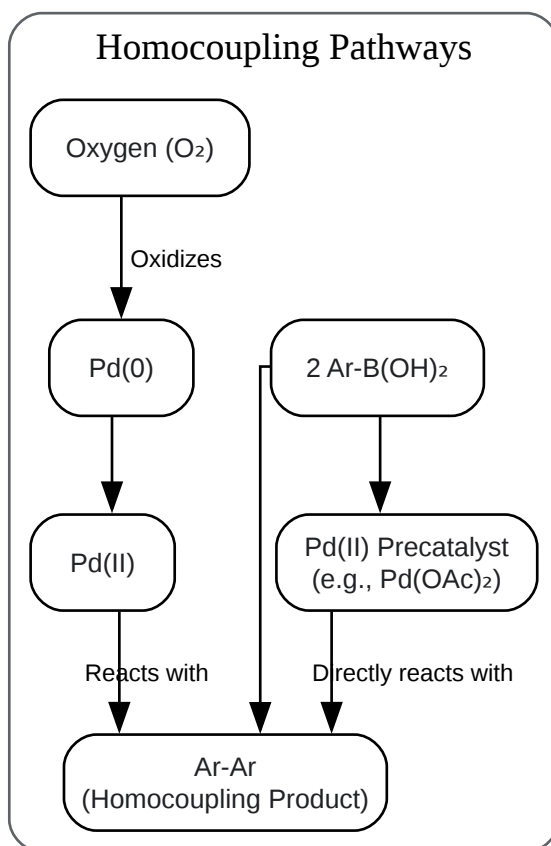 Homocoupling Pathways
Oxygen (O₂)
Oxidizes
Pd(0)
2 Ar-B(OH)₂
Pd(II)
Pd(II) Precatalyst
(e.g., Pd(OAc)₂)
Reacts with
Directly reacts with
Ar-Ar
(Homocoupling Product)